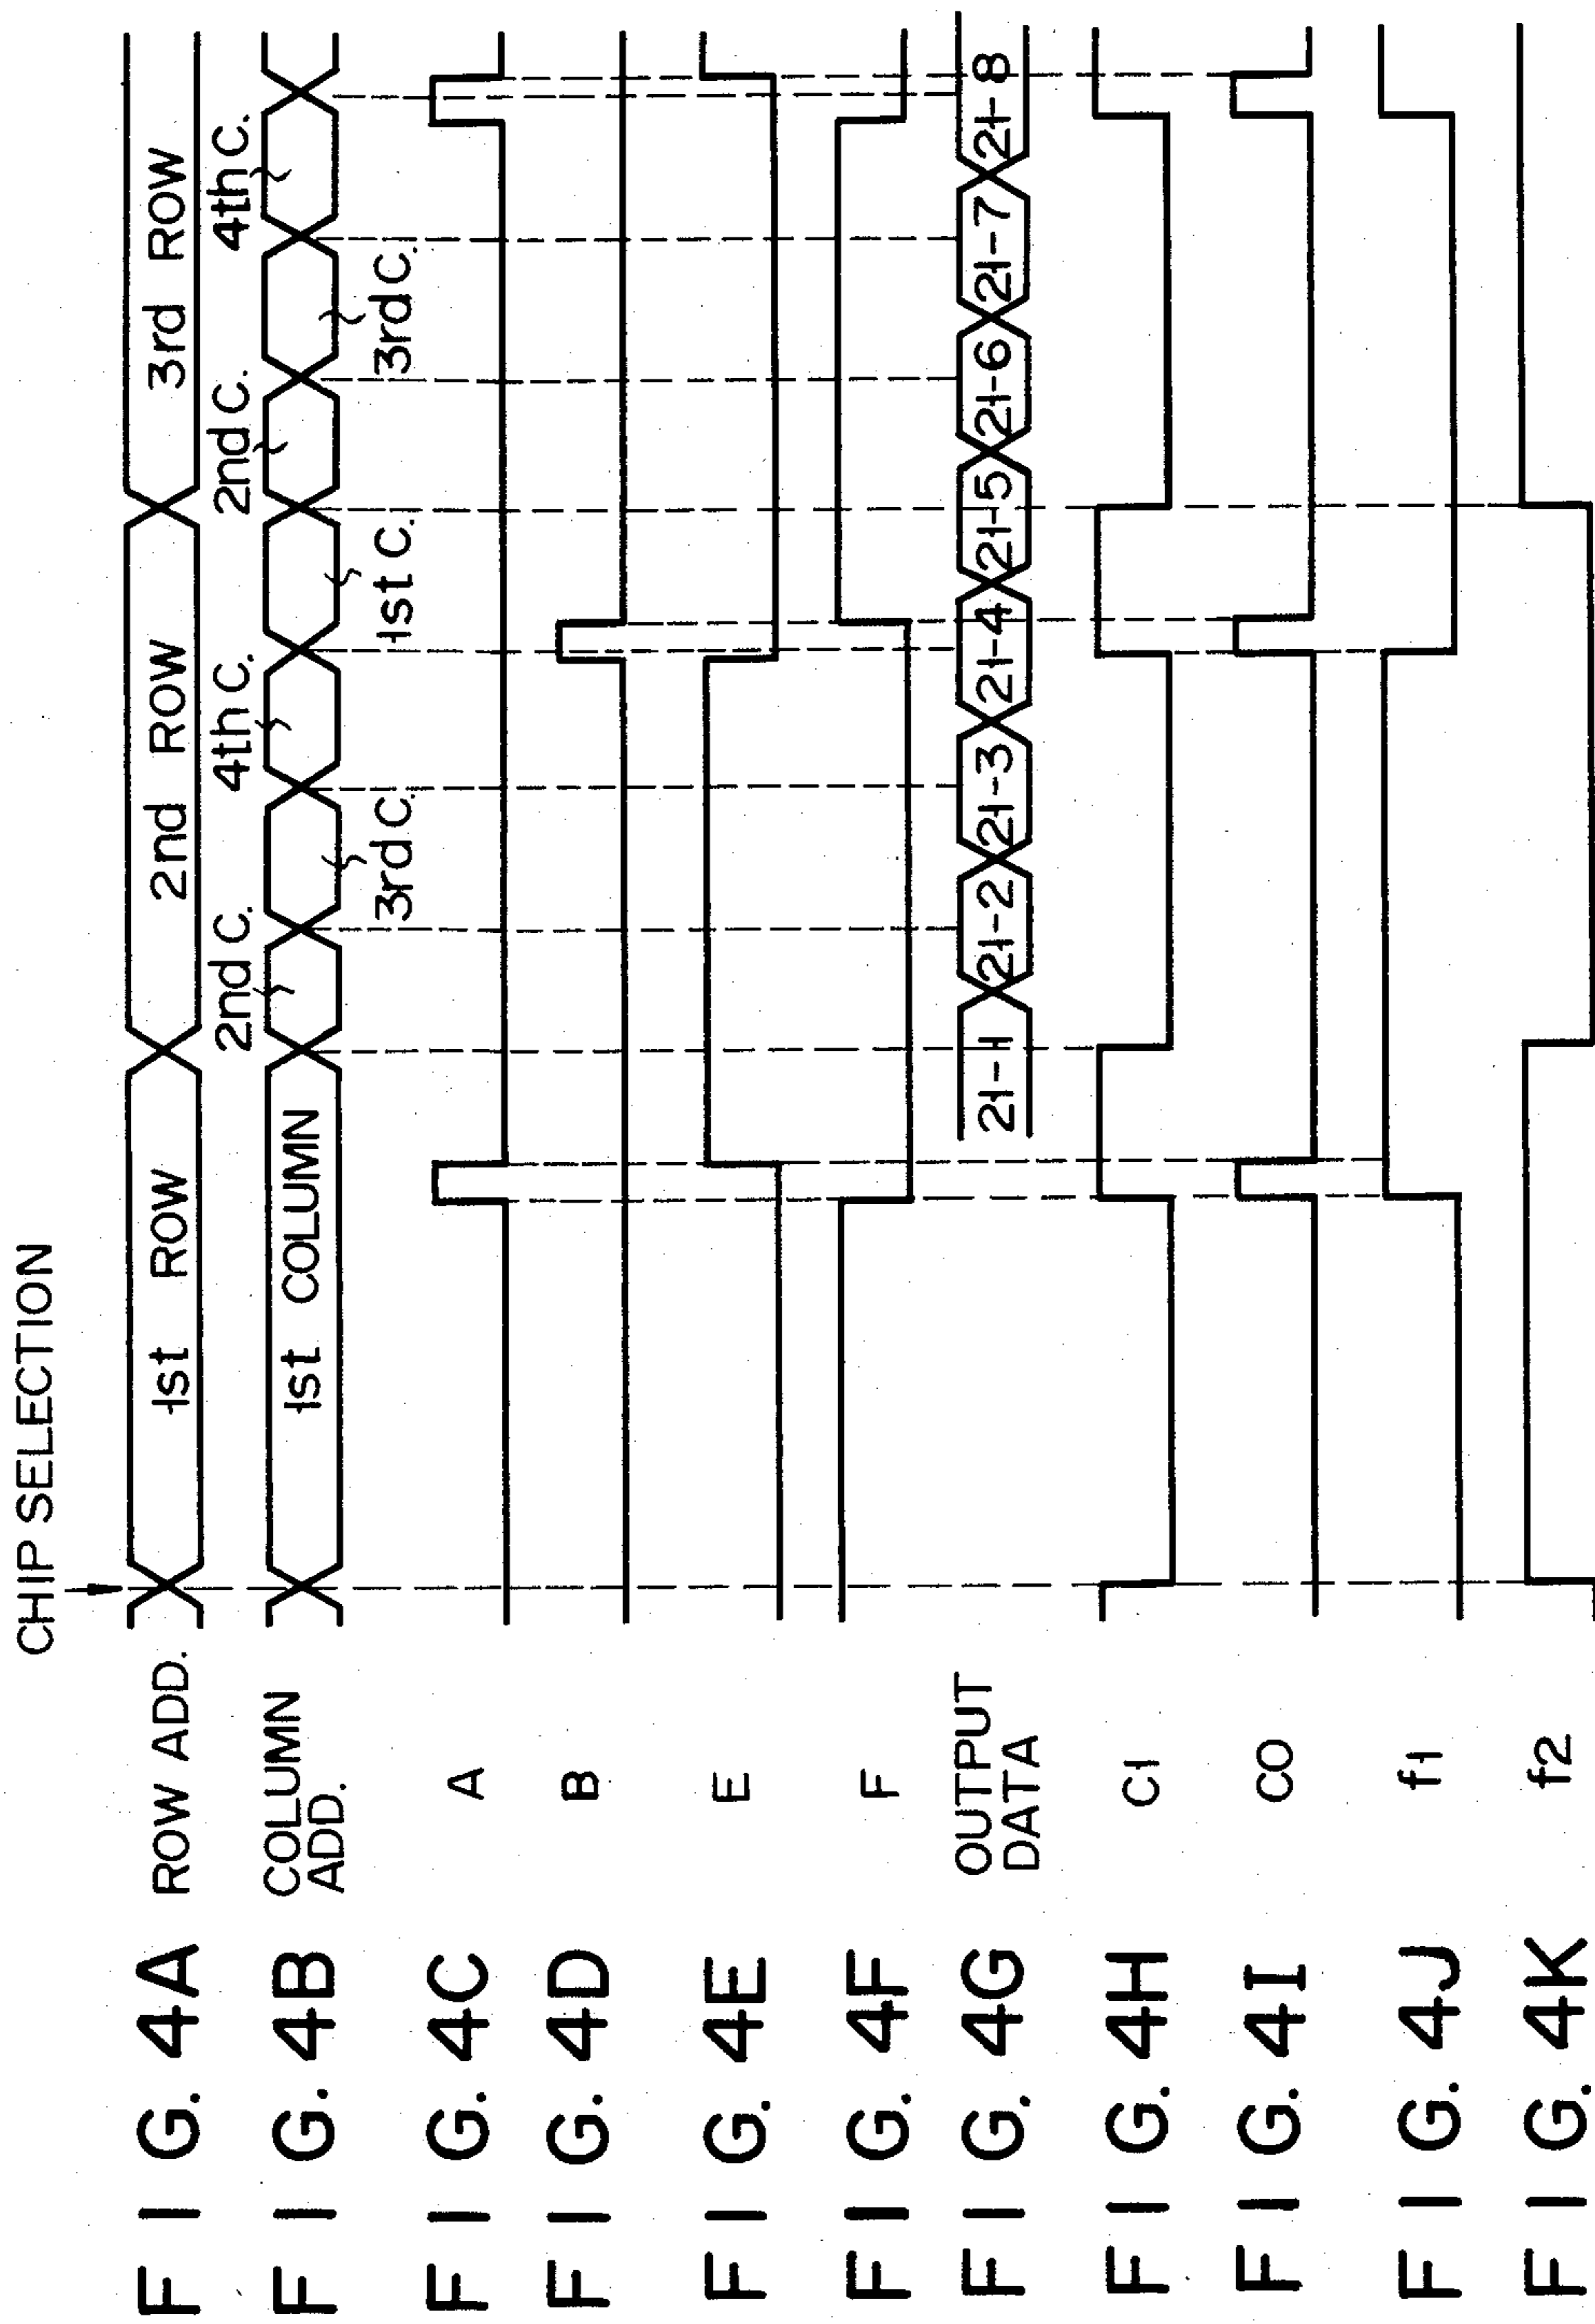 CHIP SELECTION
FIG. 4A ROW ADD. 1st ROW 2nd ROW 3rd ROW
2nd C. 4th C. 2nd C. 4th C.
FIG. 4B COLUMN ADD. 1st COLUMN
3rd C. 1st C. 3rd C.
FIG. 4C A
FIG. 4D B
FIG. 4E E
FIG. 4F F
FIG. 4G OUTPUT DATA 21-1 21-2 21-3 21-4 21-5 21-6 21-7 21-8
FIG. 4H C1
FIG. 4I C0
FIG. 4J f1
FIG. 4K f2